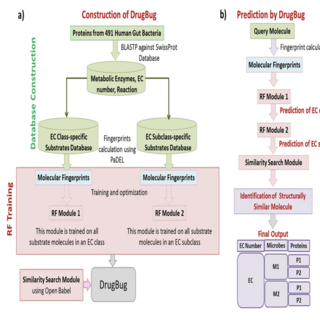 a)
Construction of DrugBug
Proteins from 491 Human Gut Bacteria
BLASTP against SwissProt
Database
Metabolic Enzymes, EC
number, Reaction
Database Construction
EC Class-specific
Substrates Database
Fingerprints
calculation using
PaDEL
EC Subclass-specific
Substrates Database
RF Training
Molecular Fingerprints
Molecular Fingerprints
Training and optimization
RF Module 1
RF Module 2
This module is trained on all
substrate molecules in an EC class
This module is trained on all
substrate molecules in an EC subclass
Similarity Search Module
using Open Babel
DrugBug
b)
Prediction by DrugBug
Query Molecule
Fingerprint calcula
Molecular Fingerprints
RF Module 1
Prediction of EC
RF Module 2
Prediction of EC s
Similarity Search Module
Identification of Structurally
Similar Molecule
Final Output
EC Number
Microbes
Proteins
EC
M1
P1
P2
M2
P1
P2